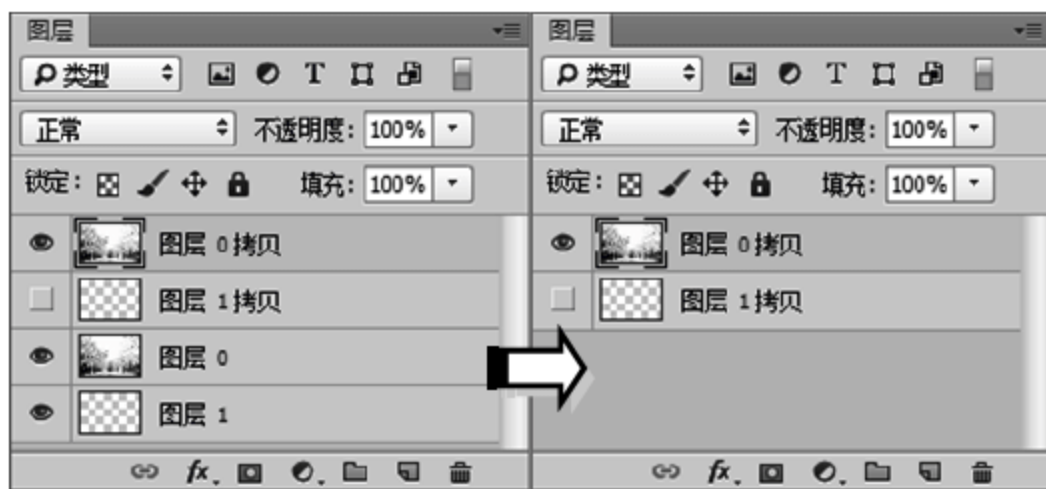 图层
类型 T
正常 不透明度: 100%
锁定: 填充: 100%
图层 0 拷贝
图层 1 拷贝
图层 0
图层 1
fx
图层
类型 T
正常 不透明度: 100%
锁定: 填充: 100%
图层 0 拷贝
图层 1 拷贝
fx